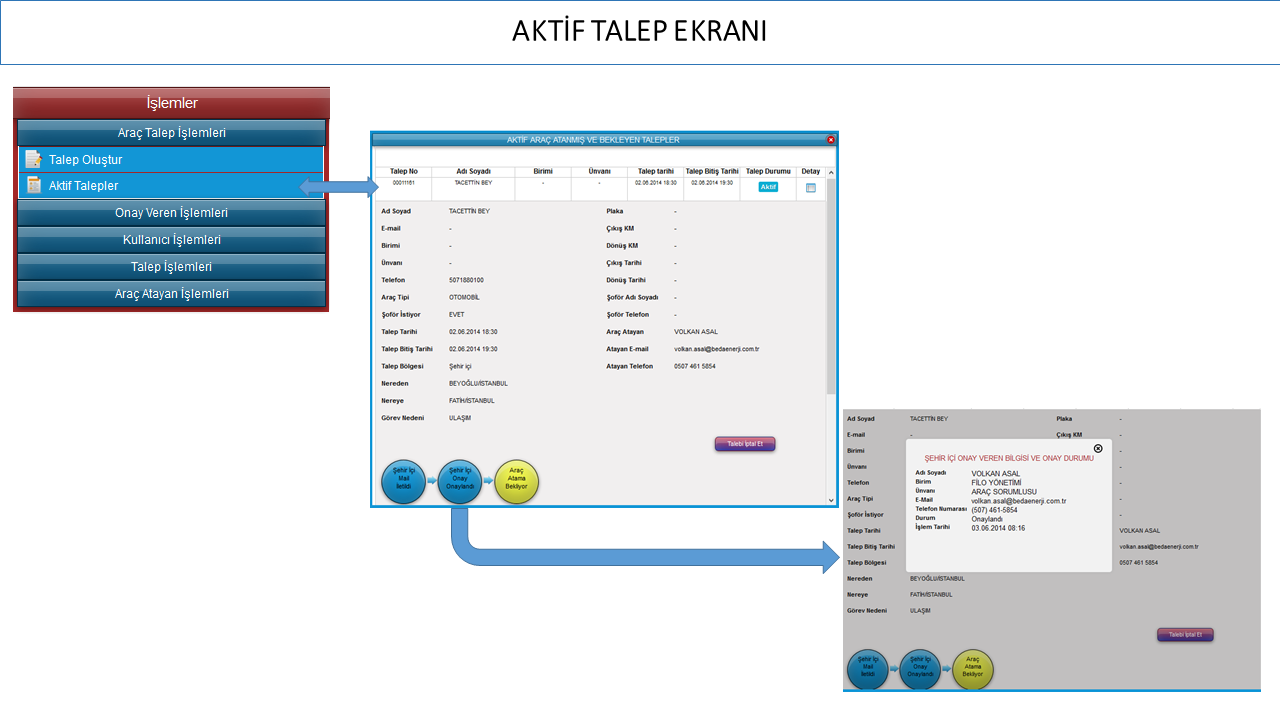 AKTİF TALEP EKRANI
İşlemler
Araç Talep İşlemleri
Talep Oluştur
Aktif Talepler
Onay Veren İşlemleri
Kullanıcı İşlemleri
Talep İşlemleri
Araç Atayan İşlemleri
AKTİF ARAÇ ATANMIŞ VE BEKLEYEN TALEPLER
Talep No Adı Soyadı Birimi Ünvanı Talep tarihi Talep Bitiş Tarihi Talep Durumu Detay
00011161 TACETTİN BEY - - 02.06.2014 18:30 02.06.2014 19:30 Aktif
Ad Soyad TACETTİN BEY Plaka -
E-mail - Çıkış KM -
Birimi - Dönüş KM -
Ünvanı - Çıkış Tarihi -
Telefon 5071880100 Dönüş Tarihi -
Araç Tipi OTOMOBİL Şoför Adı Soyadı -
Şoför İstiyor EVET Şoför Telefon -
Talep Tarihi 02.06.2014 18:30 Araç Atayan VOLKAN ASAL
Talep Bitiş Tarihi 02.06.2014 19:30 Atayan E-mail volkan.asal@bedaenerji.com.tr
Talep Bölgesi Şehir içi Atayan Telefon 0507 461 5854
Nereden BEYOĞLU/İSTANBUL
Nereye FATİH/İSTANBUL
Görev Nedeni ULAŞIM
Talebi İptal Et
Şehir İçi Mail İletildi
Şehir İçi Onay Onaylandı
Araç Atama Bekliyor
Ad Soyad TACETTİN BEY Plaka -
E-mail - Çıkış KM -
Birimi -
Ünvanı -
Telefon -
Araç Tipi -
Şoför İstiyor -
Talep Tarihi VOLKAN ASAL
Talep Bitiş Tarihi volkan.asal@bedaenerji.com.tr
Talep Bölgesi 0507 461 5854
Nereden BEYOĞLU/İSTANBUL
Nereye FATİH/İSTANBUL
Görev Nedeni ULAŞIM
ŞEHİR İÇİ ONAY VEREN BİLGİSİ VE ONAY DURUMU
Adı Soyadı VOLKAN ASAL
Birim FİLO YÖNETİMİ
Ünvanı ARAÇ SORUMLUSU
E-Mail volkan.asal@bedaenerji.com.tr
Telefon Numarası (507) 461-5854
Durum Onaylandı
İşlem Tarihi 03.06.2014 08:16
Talebi İptal Et
Şehir İçi Mail İletildi
Şehir İçi Onay Onaylandı
Araç Atama Bekliyor